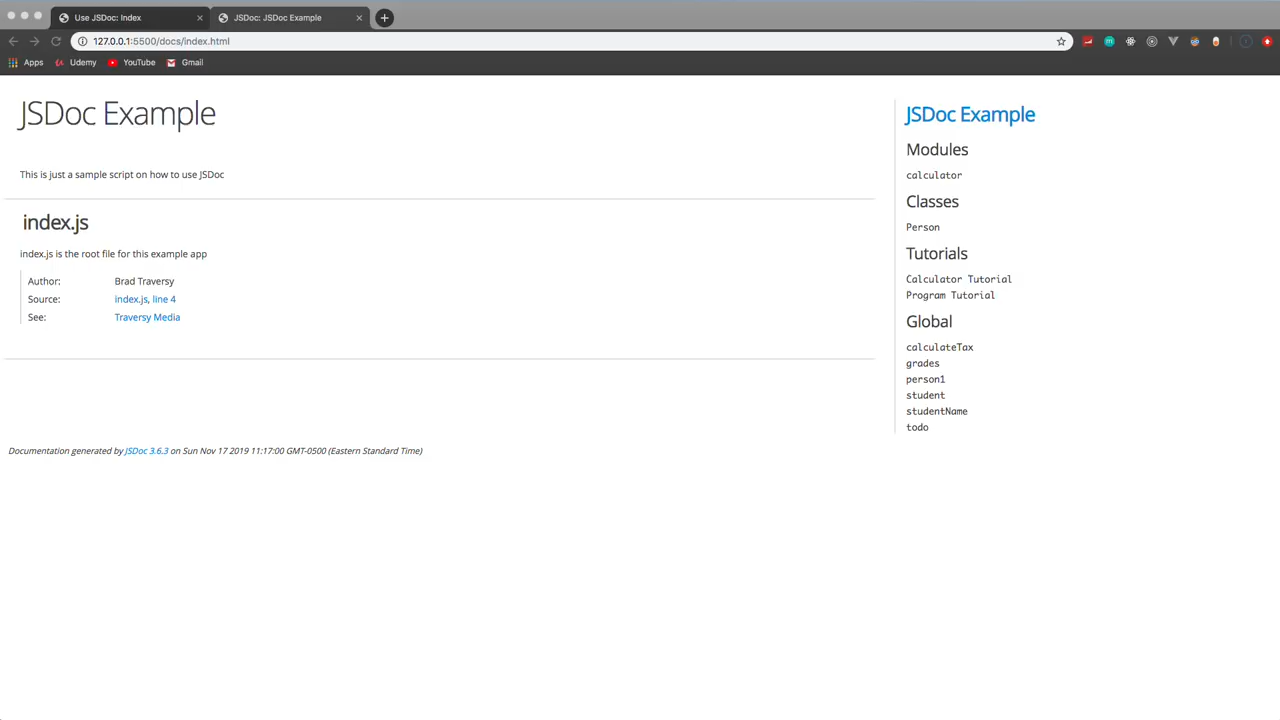 Use JSDoc: Index
JSDoc: JSDoc Example
127.0.0.1:5500/docs/index.html
Apps
Udemy
YouTube
Gmail
JSDoc Example
This is just a sample script on how to use JSDoc
index.js
index.js is the root file for this example app
Author: Brad Traversy
Source: index.js, line 4
See: Traversy Media
Documentation generated by JSDoc 3.6.3 on Sun Nov 17 2019 11:17:00 GMT-0500 (Eastern Standard Time)
JSDoc Example
Modules
calculator
Classes
Person
Tutorials
Calculator Tutorial
Program Tutorial
Global
calculateTax
grades
person1
student
studentName
todo